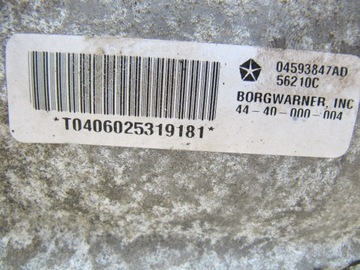 04593847AD
56210C
BORGWARNER, INC
44-40-000-004
*T0406025319181*